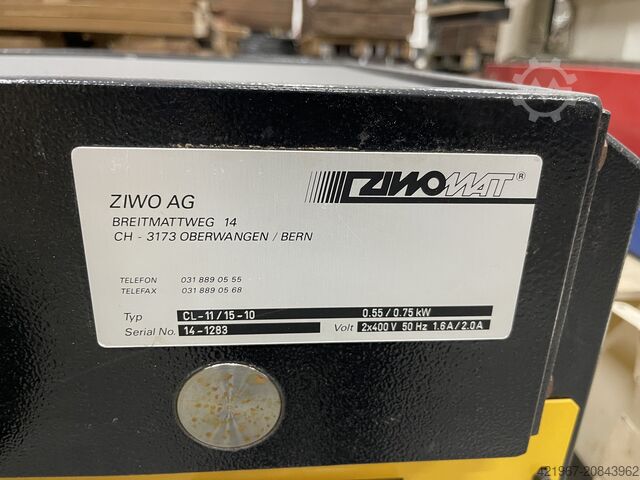 ZIWOMAT®
ZIWO AG
BREITMATTWEG 14
CH - 3173 OBERWANGEN / BERN
TELEFON 031 889 05 55
TELEFAX 031 889 05 68
Typ CL-11/15-10 0.55 / 0.75 kW
Serial No. 14-1283 Volt 2x400 V 50 Hz 1.6A/2.0A
421967-20843962